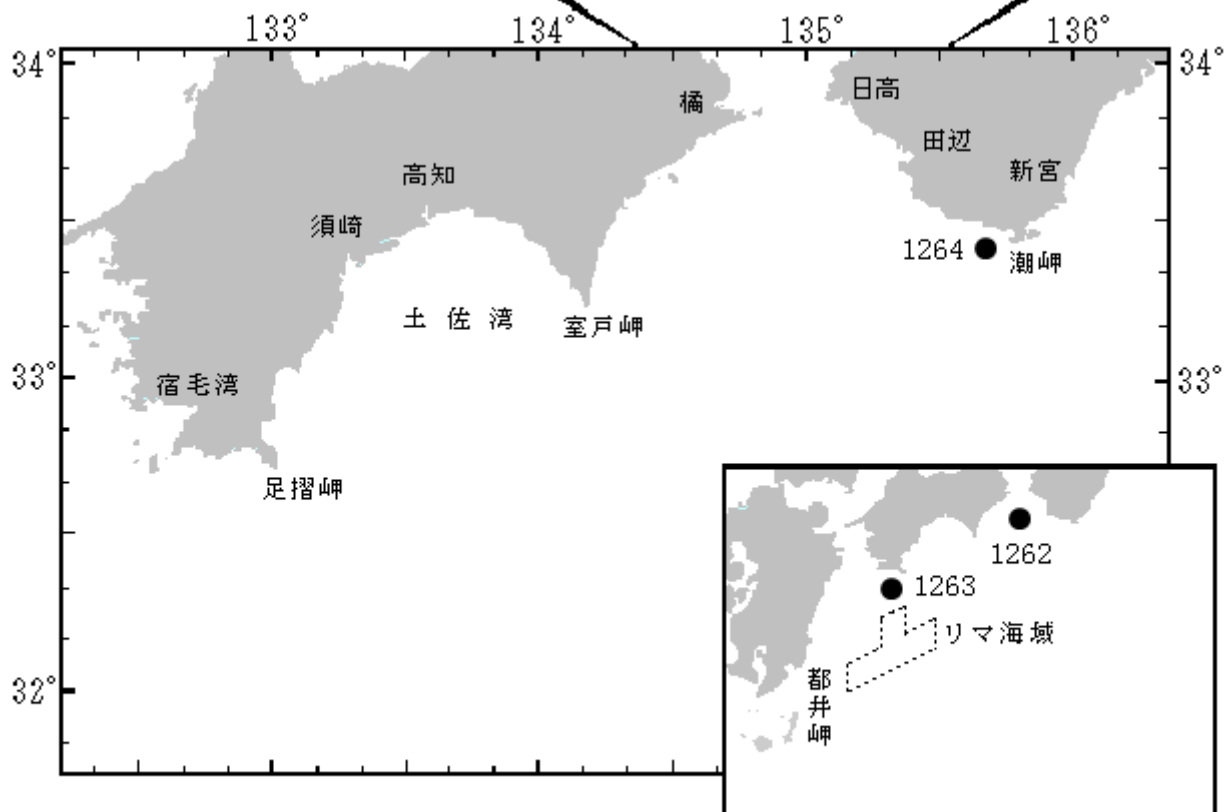 133°
134°
135°
136°
34°
34°
橘
日高
田辺
高知
新宮
須崎
1264
潮岬
土佐湾
室戸岬
33°
33°
宿毛湾
足摺岬
1262
1263
リマ海域
都井岬
32°